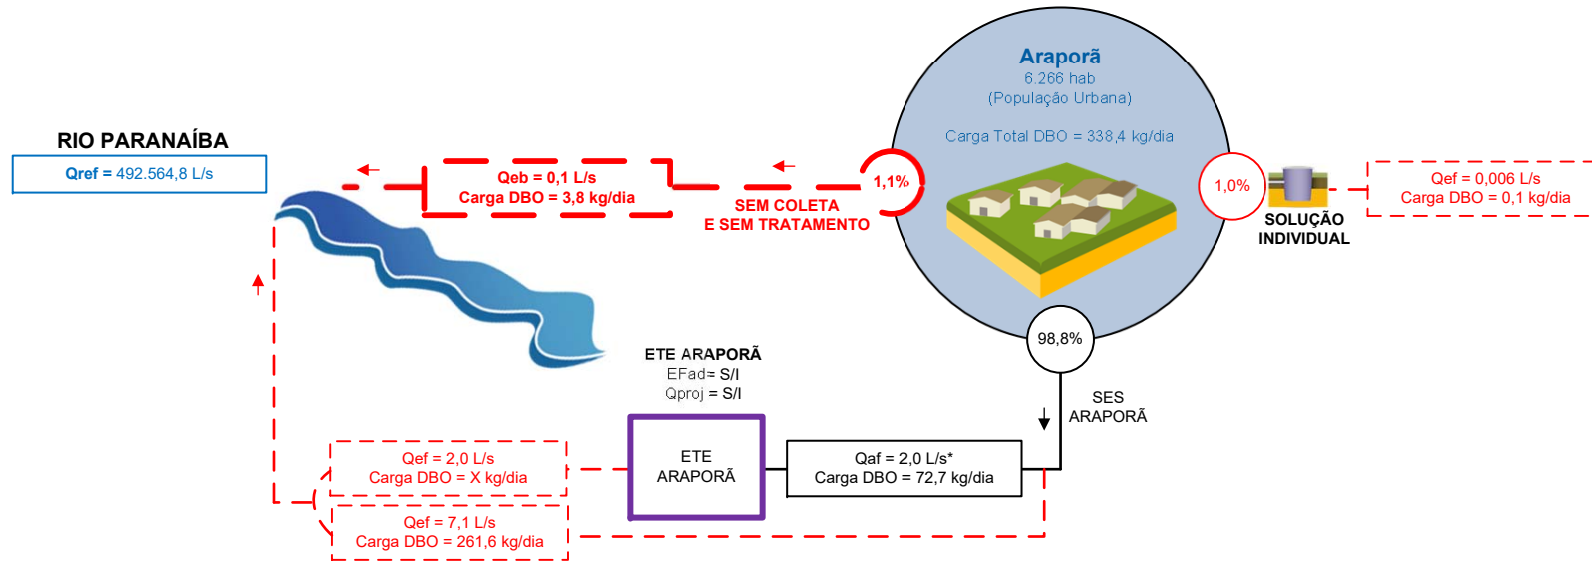 Araporã
6.266 hab
(População Urbana)
Carga Total DBO = 338,4 kg/dia
RIO PARANAÍBA
Qref = 492.564,8 L/s
Qeb = 0,1 L/s
Carga DBO = 3,8 kg/dia
1,1%
SEM COLETA
E SEM TRATAMENTO
1,0%
SOLUÇÃO
INDIVIDUAL
Qef = 0,006 L/s
Carga DBO = 0,1 kg/dia
98,8%
SES
ARAPORÃ
ETE ARAPORÃ
EFad= S/I
Qproj = S/I
ETE
ARAPORÃ
Qaf = 2,0 L/s*
Carga DBO = 72,7 kg/dia
Qef = 2,0 L/s
Carga DBO = X kg/dia
Qef = 7,1 L/s
Carga DBO = 261,6 kg/dia